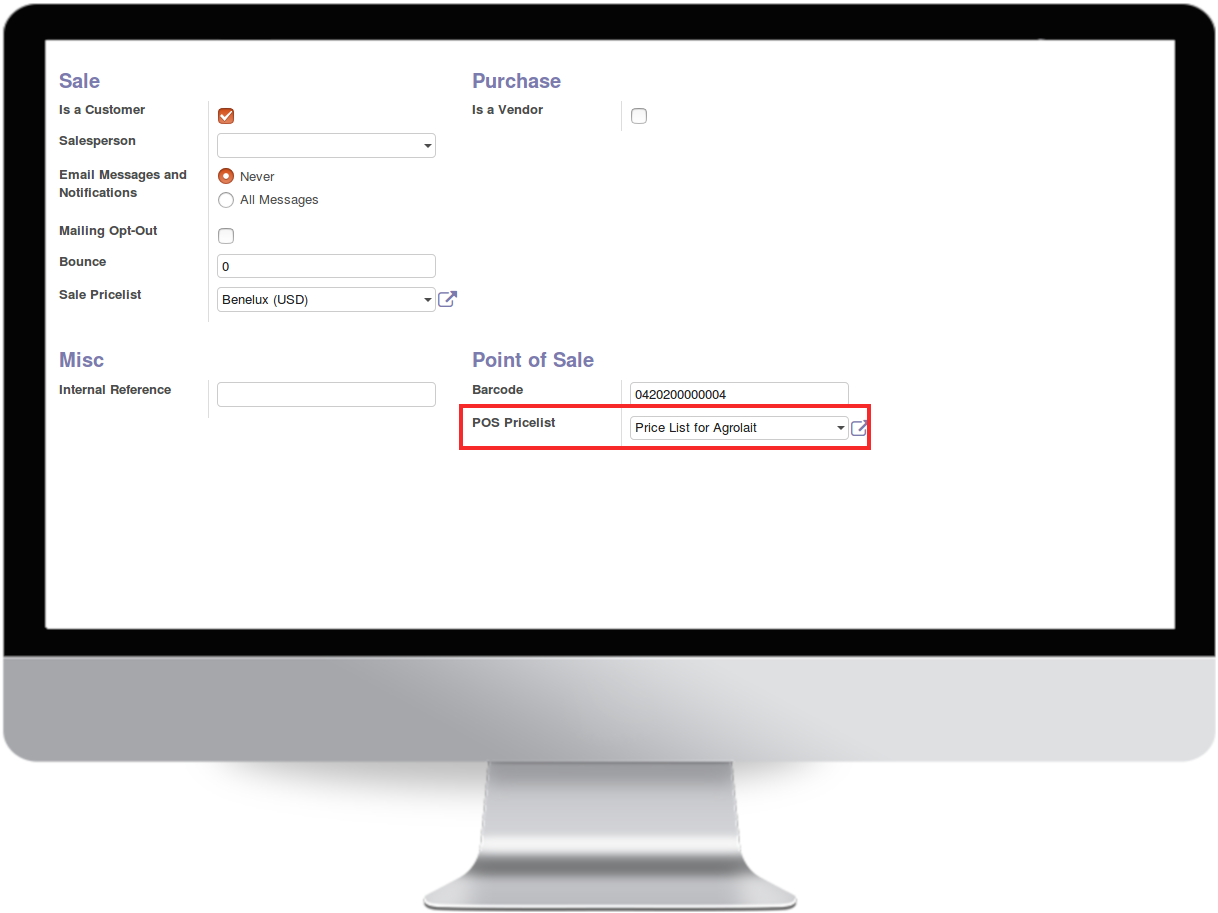 Sale
Is a Customer
Salesperson
Email Messages and
Notifications
Never
All Messages
Mailing Opt-Out
Bounce
0
Sale Pricelist
Benelux (USD)
Purchase
Is a Vendor
Misc
Internal Reference
Point of Sale
Barcode
0420200000004
POS Pricelist
Price List for Agrolait